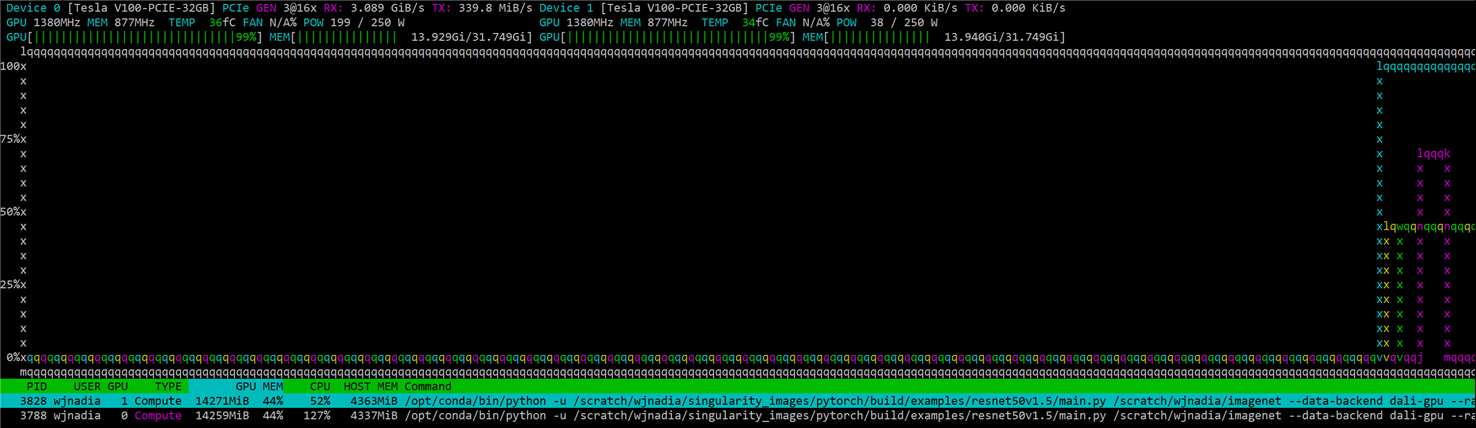 Device 0 [Tesla V100-PCIE-32GB] PCIe GEN 3@16x RX: 3.089 GiB/s TX: 339.8 MiB/s Device 1 [Tesla V100-PCIE-32GB] PCIe GEN 3@16x RX: 0.000 KiB/s TX: 0.000 KiB/s
GPU 1380MHz MEM 877MHz TEMP 36fC FAN N/A% POW 199 / 250 W GPU 1380MHz MEM 877MHz TEMP 34fC FAN N/A% POW 38 / 250 W
GPU[||||||||||||||||||||||||||||||99%] MEM[||||||||||||||| 13.929Gi/31.749Gi] GPU[||||||||||||||||||||||||||||||99%] MEM[||||||||||||||| 13.940Gi/31.749Gi]
100x
75%x
50%x
25%x
0%x
PID USER GPU TYPE GPU MEM CPU HOST MEM Command
3828 wjnadia 1 Compute 14271MiB 44% 52% 4363MiB /opt/conda/bin/python -u /scratch/wjnadia/singularity_images/pytorch/build/examples/resnet50v1.5/main.py /scratch/wjnadia/imagenet --data-backend dali-gpu --ra
3788 wjnadia 0 Compute 14259MiB 44% 127% 4337MiB /opt/conda/bin/python -u /scratch/wjnadia/singularity_images/pytorch/build/examples/resnet50v1.5/main.py /scratch/wjnadia/imagenet --data-backend dali-gpu --ra